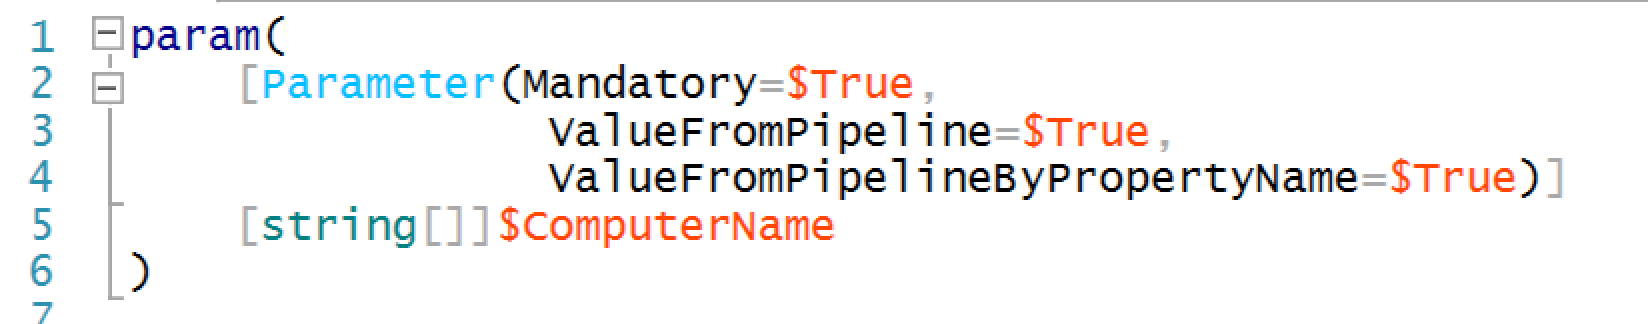 1 param(
2 [Parameter(Mandatory=$True,
3 ValueFromPipeline=$True,
4 ValueFromPipelineByPropertyName=$True)]
5 [string[]]$ComputerName
6 )
7